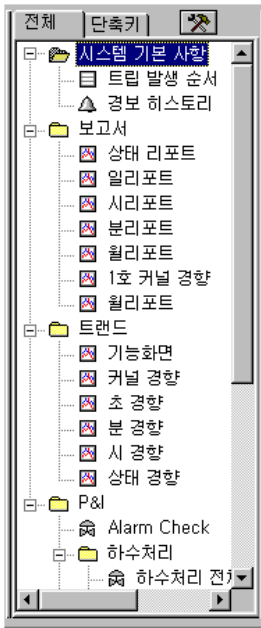 전체 단축키
시스템 기본 사항
트립 발생 순서
경보 히스토리
보고서
상태 리포트
일리포트
시리포트
분리포트
월리포트
1호 커널 경향
월리포트
트랜드
기능화면
커널 경향
초 경향
분 경향
시 경향
상태 경향
P&I
Alarm Check
하수처리
하수처리